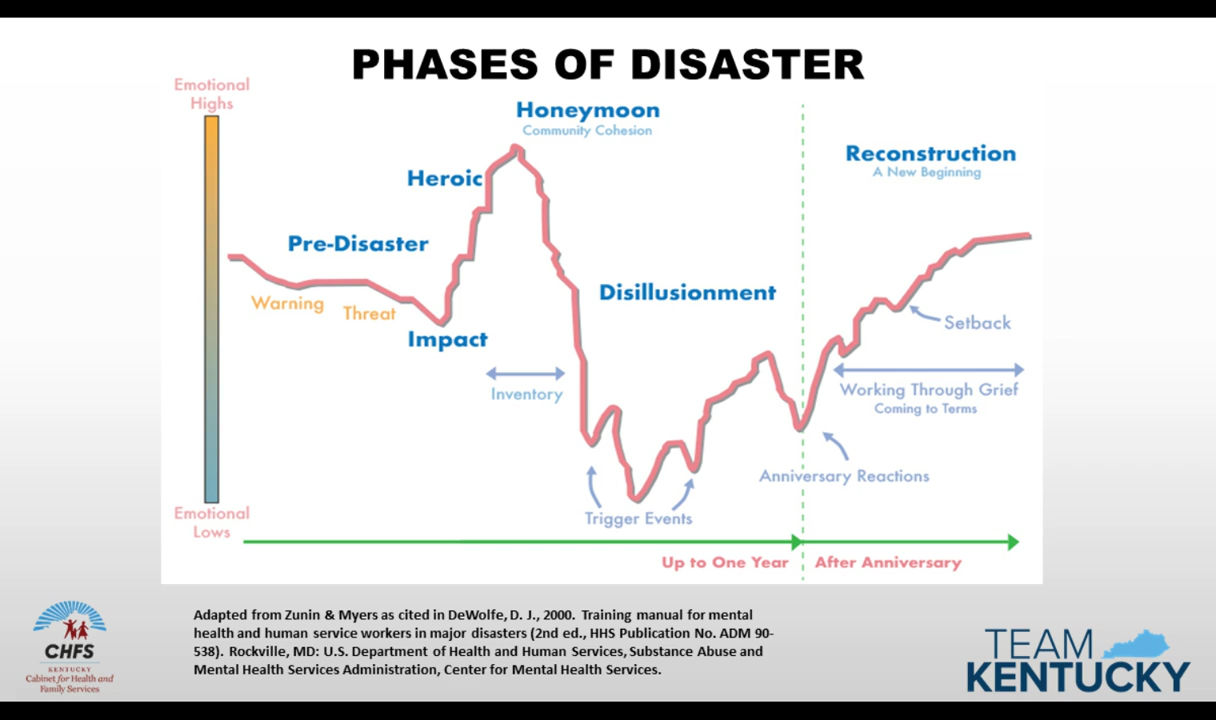 PHASES OF DISASTER
Emotional
Highs
Honeymoon
Community Cohesion
Reconstruction
A New Beginning
Heroic
Pre-Disaster
Disillusionment
Warning
Threat
Impact
Setback
Inventory
Working Through Grief
Coming to Terms
Anniversary Reactions
Trigger Events
Emotional
Lows
Up to One Year
After Anniversary
Adapted from Zunin & Myers as cited in DeWolfe, D. J., 2000. Training manual for mental
health and human service workers in major disasters (2nd ed., HHS Publication No. ADM 90-
538). Rockville, MD: U.S. Department of Health and Human Services, Substance Abuse and
Mental Health Services Administration, Center for Mental Health Services.
CHFS
KENTUCKY
Cabinet for Health and
Family Services
TEAM
KENTUCKY